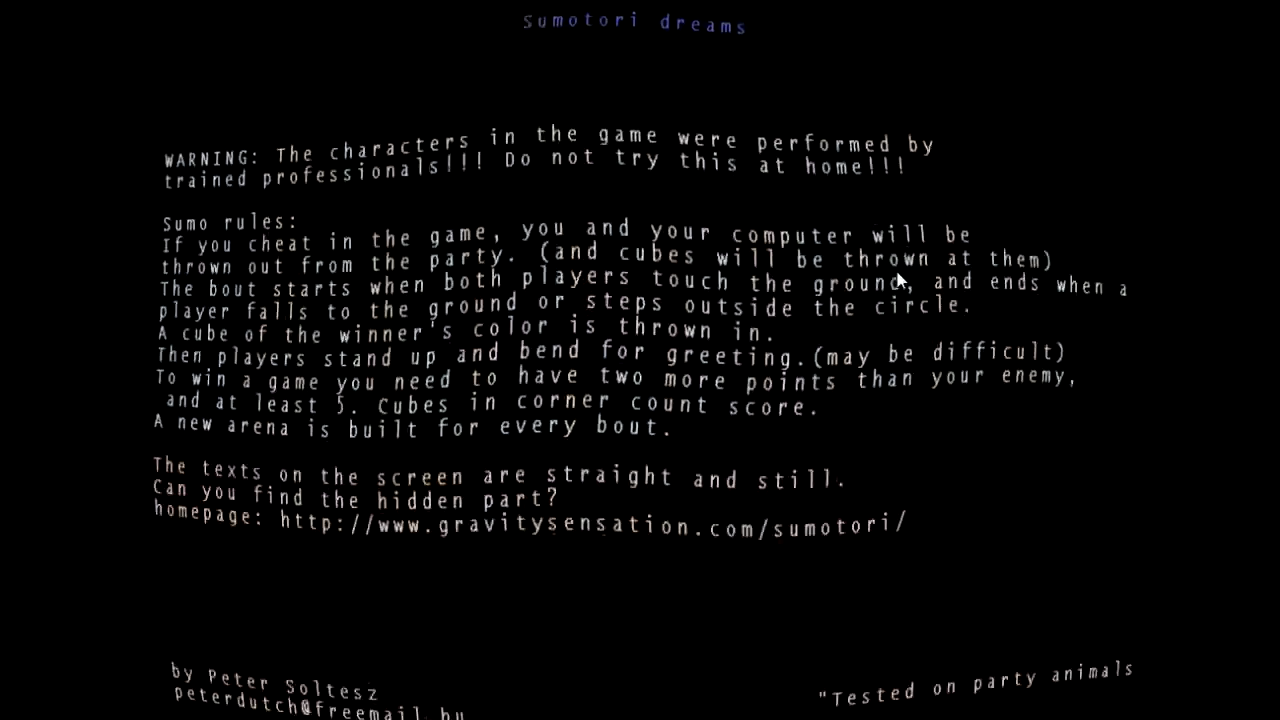 Sumotori dreams
WARNING: The characters in the game were performed by
trained professionals!!! Do not try this at home!!!
Sumo rules:
If you cheat in the game, you and your computer will be
thrown out from the party. (and cubes will be thrown at them)
The bout starts when both players touch the ground, and ends when a
player falls to the ground or steps outside the circle.
A cube of the winner's color is thrown in.
Then players stand up and bend for greeting.(may be difficult)
To win a game you need to have two more points than your enemy,
and at least 5. Cubes in corner count score.
A new arena is built for every bout.
The texts on the screen are straight and still.
Can you find the hidden part?
homepage: http://www.gravitysensation.com/sumotori/
by Peter Soltesz
peterdutch@freemail.hu
"Tested on party animals